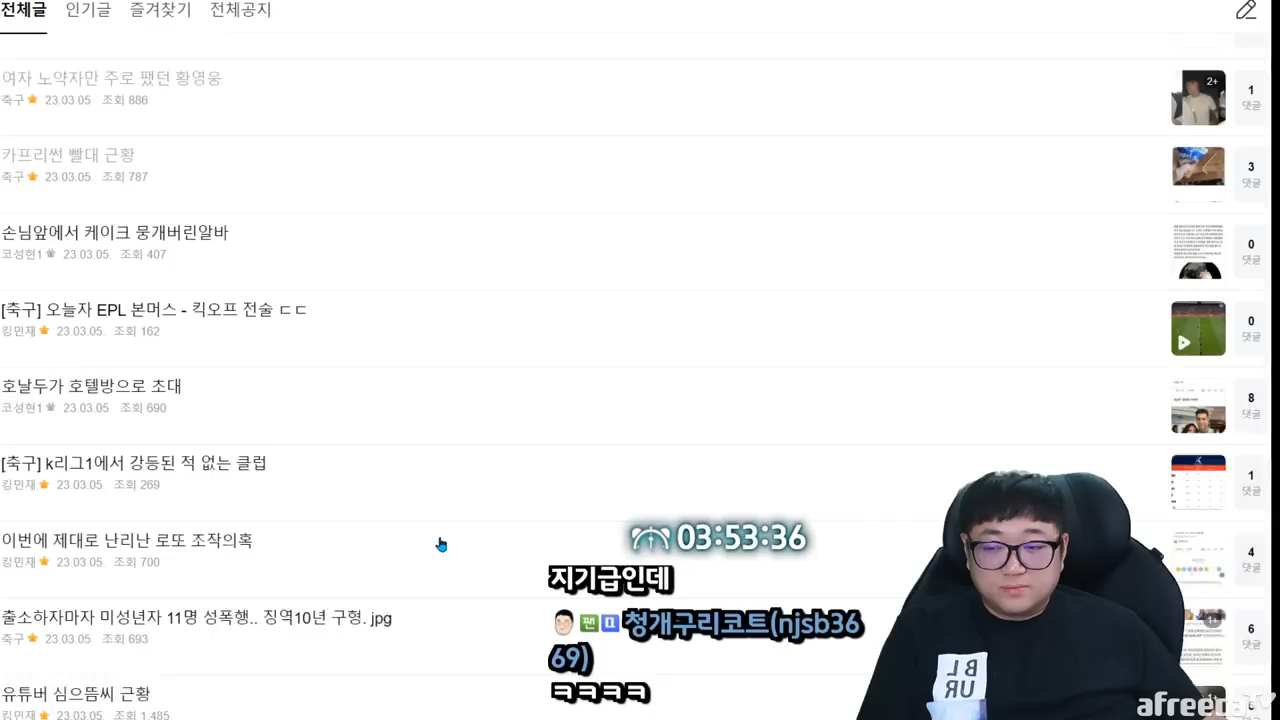 전체글 인기글 즐겨찾기 전체공지
여자 노약자만 주로 팼던 황영웅
축구 23.03.05 조회 886
2+
1
댓글
카프리썬 빨대 근황
축구 23.03.05. 조회 787
3
댓글
손님앞에서 케이크 뭉개버린알바
코성현1 23.03.05 조회 407
0
댓글
[축구] 오늘자 EPL 본머스 - 킥오프 전술 ㄷㄷ
킹민재 23.03.05. 조회 162
0
댓글
호날두가 호텔방으로 초대
코성현1 23.03.05 조회 690
8
댓글
[축구] k리그1에서 강등된 적 없는 클럽
킹민재 23.03.05. 조회 269
1
댓글
이번에 제대로 난리난 로또 조작의혹
킹민재 23.03.05. 조회 700
4
댓글
03:53:36
지기급인데
출소하자마자 미성년자 11명 성폭행.. 징역10년 구형. jpg
축구 23.03.05 조회 693
6
댓글
팬 청개구리코트(njsb36
69)
ㅋㅋㅋㅋ
유튜버 심으뜸씨 근황
킹민재 23.03.05. 조회 1,485
BL
UR
afreecaTV